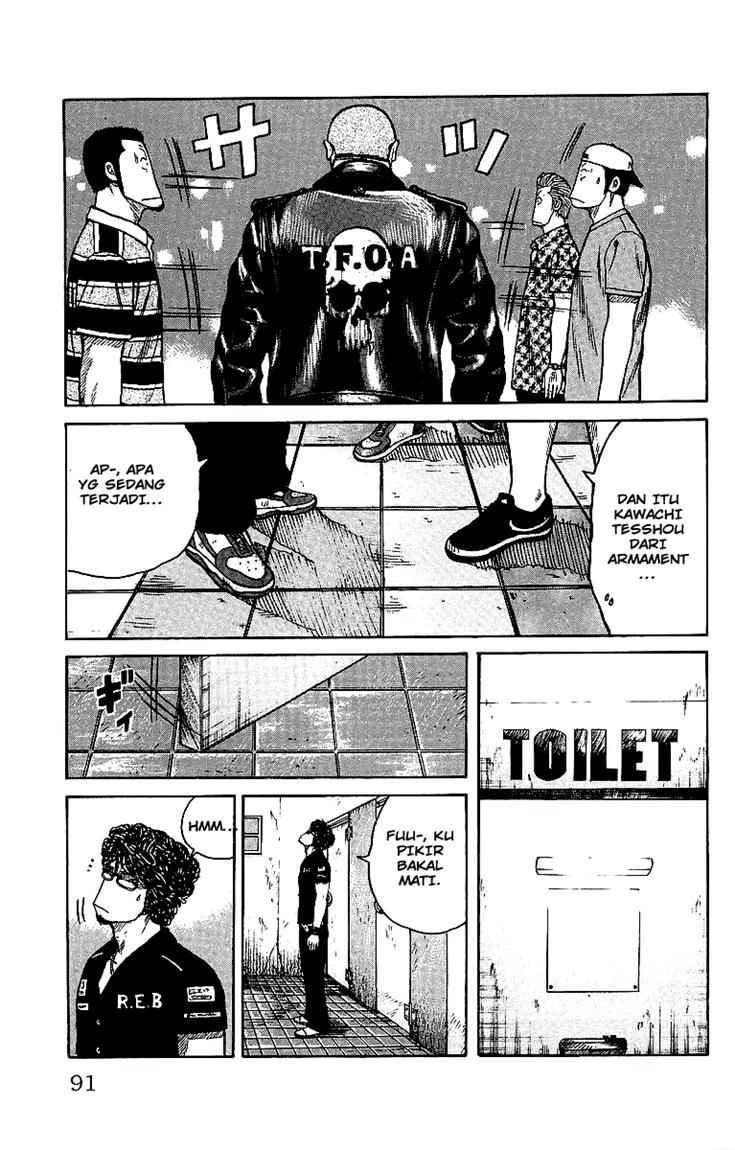 ザッ
T.F.O.A
DAN ITU
KAWACHI
TESSHOU
DARI
ARMAMENT
...
AP-, APA
YG SEDANG
TERJADI...
TOILET
ギィ
FUU-, KU
PIKIR
BAKAL
MATI.
HMM...
R.E.B
91